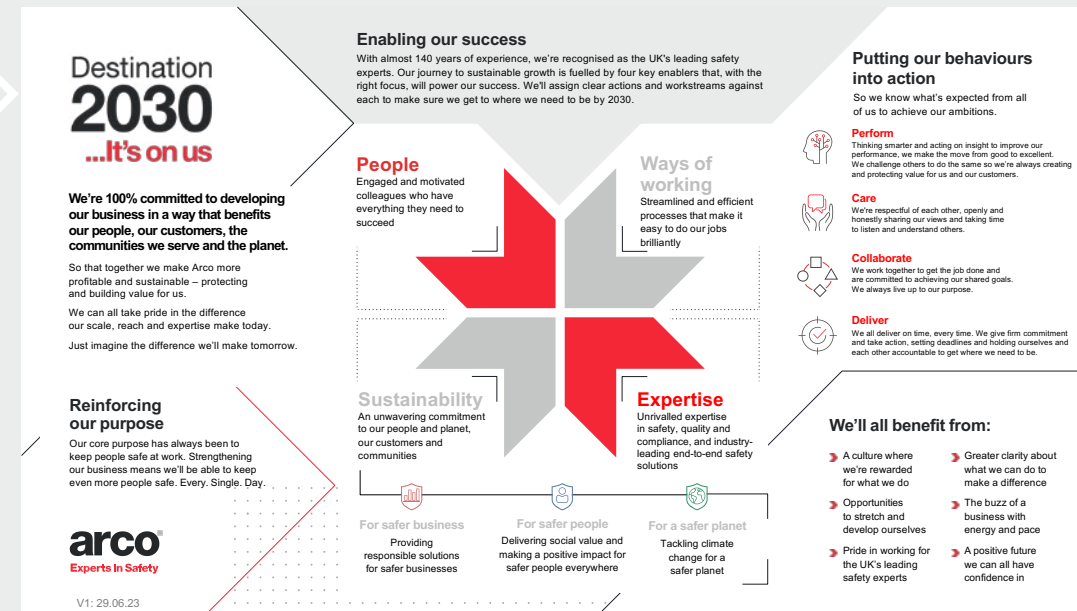 Destination
2030
...It's on us
We're 100% committed to developing
our business in a way that benefits
our people, our customers, the
communities we serve and the planet.
So that together we make Arco more
profitable and sustainable – protecting
and building value for us.
We can all take pride in the difference
our scale, reach and expertise make today.
Just imagine the difference we'll make tomorrow.
Reinforcing
our purpose
Our core purpose has always been to
keep people safe at work. Strengthening
our business means we'll be able to keep
even more people safe. Every. Single. Day.
arco®
Experts In Safety
V1: 29.06.23
Enabling our success
With almost 140 years of experience, we're recognised as the UK's leading safety
experts. Our journey to sustainable growth is fuelled by four key enablers that, with the
right focus, will power our success. We'll assign clear actions and workstreams against
each to make sure we get to where we need to be by 2030.
People
Engaged and motivated
colleagues who have
everything they need to
succeed
Ways of
working
Streamlined and efficient
processes that make it
easy to do our jobs
brilliantly
Sustainability
An unwavering commitment
to our people and planet,
our customers and
communities
Expertise
Unrivalled expertise
in safety, quality and
compliance, and industry-
leading end-to-end safety
solutions
For safer business
Providing
responsible solutions
for safer businesses
For safer people
Delivering social value and
making a positive impact for
safer people everywhere
For a safer planet
Tackling climate
change for a
safer planet
Putting our behaviours
into action
So we know what's expected from all
of us to achieve our ambitions.
Perform
Thinking smarter and acting on insight to improve our
performance, we make the move from good to excellent.
We challenge others to do the same so we're always creating
and protecting value for us and our customers.
Care
We're respectful of each other, openly and
honestly sharing our views and taking time
to listen and understand others.
Collaborate
We work together to get the job done and
are committed to achieving our shared goals.
We always live up to our purpose.
Deliver
We all deliver on time, every time. We give firm commitment
and take action, setting deadlines and holding ourselves and
each other accountable to get where we need to be.
We'll all benefit from:
A culture where
we're rewarded
for what we do
Opportunities
to stretch and
develop ourselves
Pride in working for
the UK's leading
safety experts
Greater clarity about
what we can do to
make a difference
The buzz of a
business with
energy and pace
A positive future
we can all have
confidence in